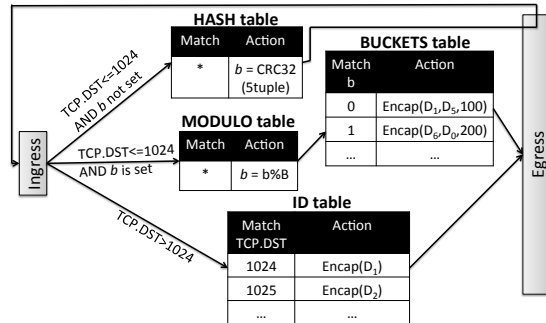 HASH table
Match Action
* b = CRC32
(5tuple)
TCP.DST<=1024
AND b not set
BUCKETS table
Match Action
b
0 Encap(D1,D5,100)
1 Encap(D6,D0,200)
... ...
MODULO table
Match Action
* b = b%B
TCP.DST<=1024
AND b is set
Ingress
Egress
TCP.DST>1024
ID table
Match Action
TCP.DST
1024 Encap(D1)
1025 Encap(D2)
... ...